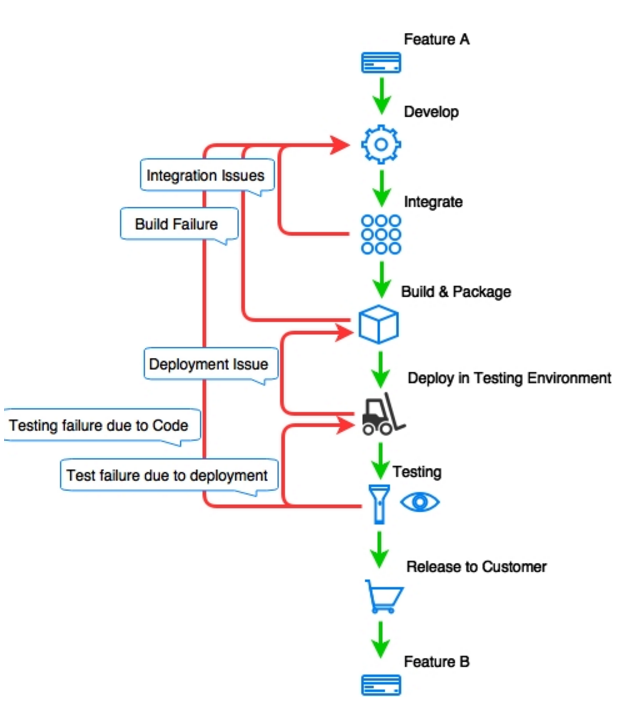 Feature A
Develop
Integration Issues
Integrate
Build Failure
Build & Package
Deployment Issue
Deploy in Testing Environment
Testing failure due to Code
Test failure due to deployment
Testing
Release to Customer
Feature B